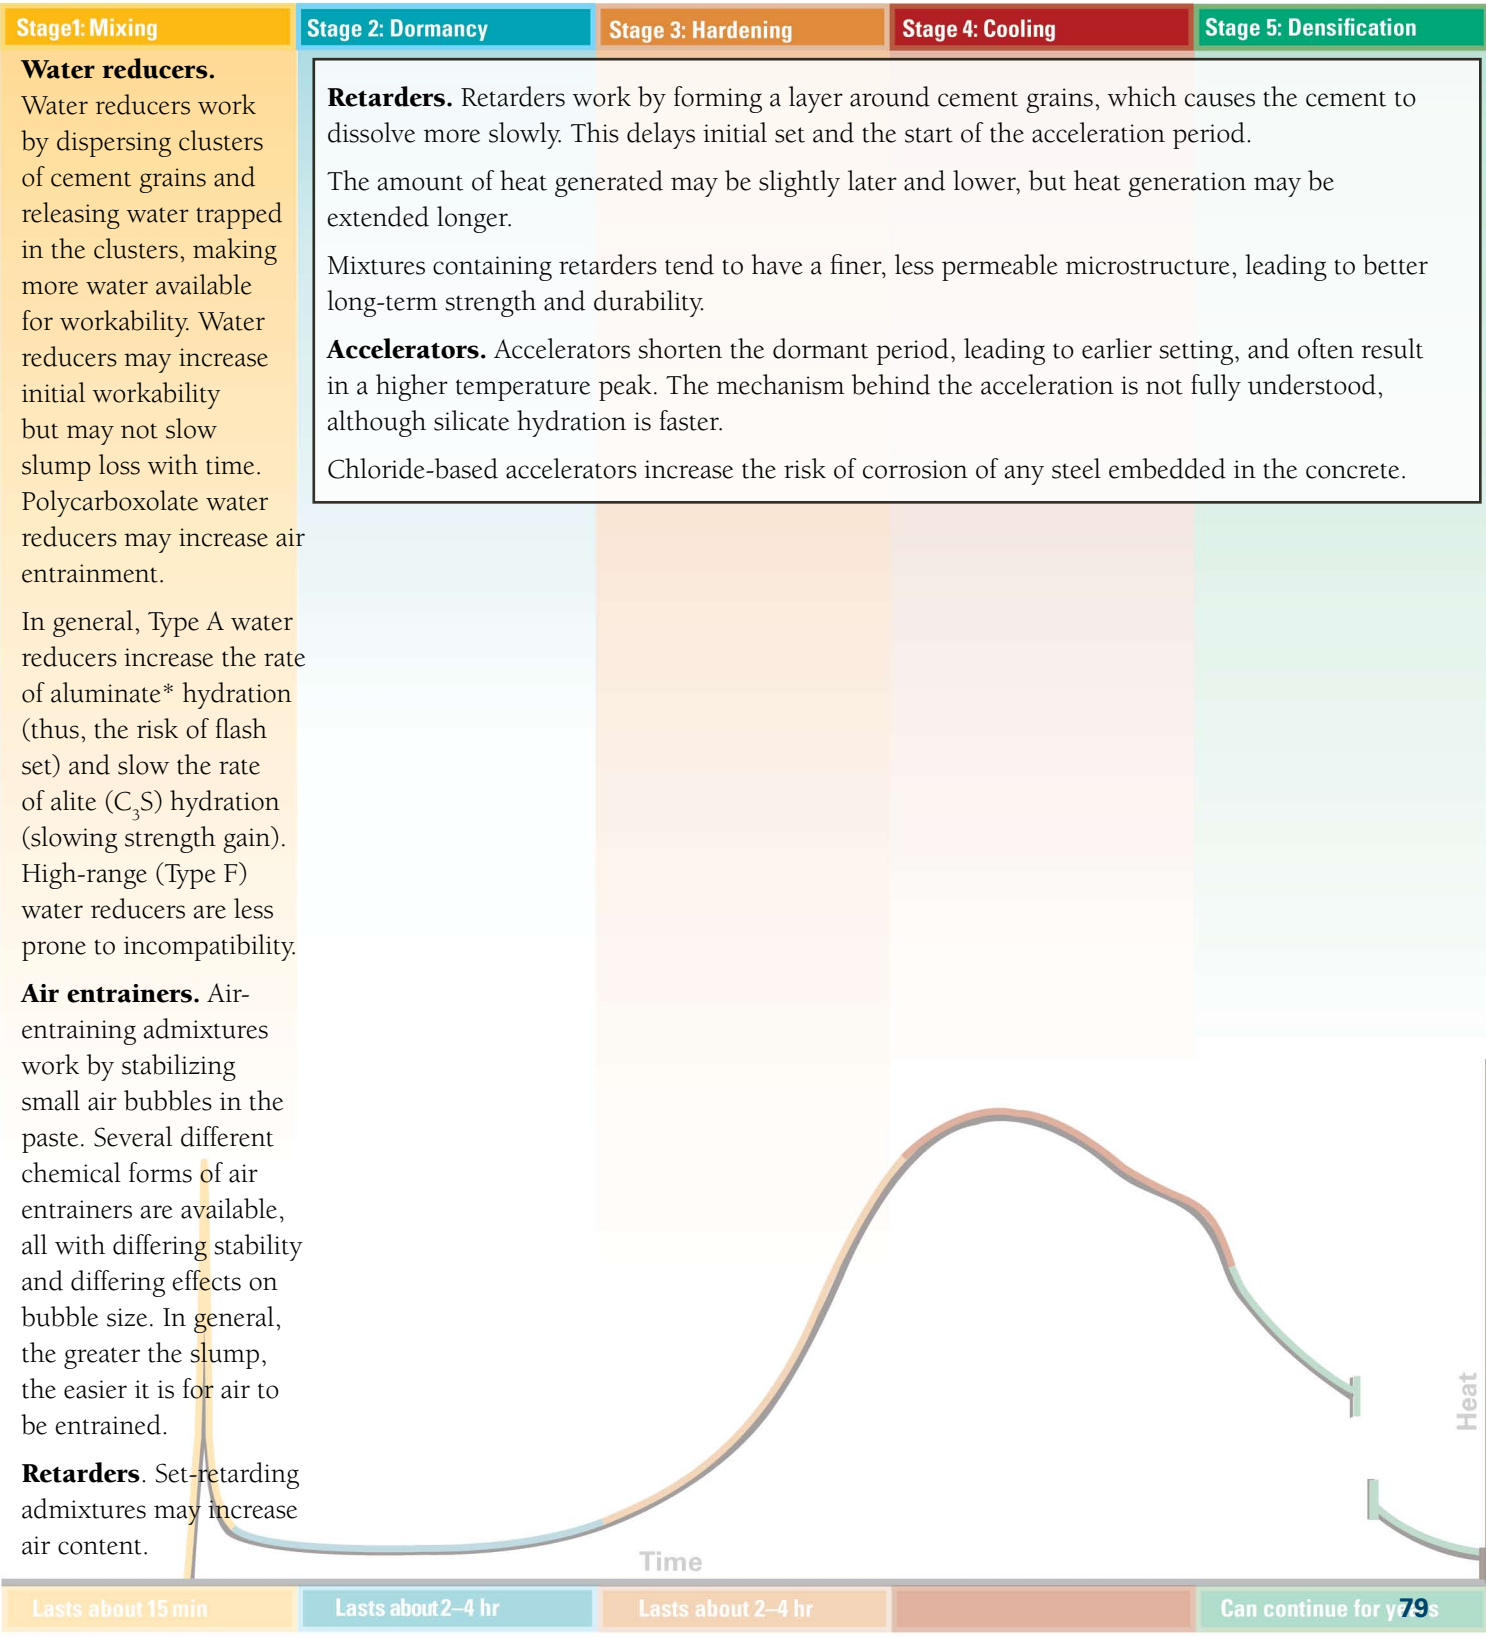 Stage1: Mixing
Stage 2: Dormancy
Stage 3: Hardening
Stage 4: Cooling
Stage 5: Densification
Water reducers.
Water reducers work
by dispersing clusters
of cement grains and
releasing water trapped
in the clusters, making
more water available
for workability. Water
reducers may increase
initial workability
but may not slow
slump loss with time.
Polycarboxolate water
reducers may increase air
entrainment.
In general, Type A water
reducers increase the rate
of aluminate* hydration
(thus, the risk of flash
set) and slow the rate
of alite (C₃S) hydration
(slowing strength gain).
High-range (Type F)
water reducers are less
prone to incompatibility.
Air entrainers. Air-
entraining admixtures
work by stabilizing
small air bubbles in the
paste. Several different
chemical forms of air
entrainers are available,
all with differing stability
and differing effects on
bubble size. In general,
the greater the slump,
the easier it is for air to
be entrained.
Retarders. Set-retarding
admixtures may increase
air content.
Retarders. Retarders work by forming a layer around cement grains, which causes the cement to
dissolve more slowly. This delays initial set and the start of the acceleration period.
The amount of heat generated may be slightly later and lower, but heat generation may be
extended longer.
Mixtures containing retarders tend to have a finer, less permeable microstructure, leading to better
long-term strength and durability.
Accelerators. Accelerators shorten the dormant period, leading to earlier setting, and often result
in a higher temperature peak. The mechanism behind the acceleration is not fully understood,
although silicate hydration is faster.
Chloride-based accelerators increase the risk of corrosion of any steel embedded in the concrete.
Heat
Time
Lasts about 15 min
Lasts about 2–4 hr
Lasts about 2–4 hr
Can continue for years
79